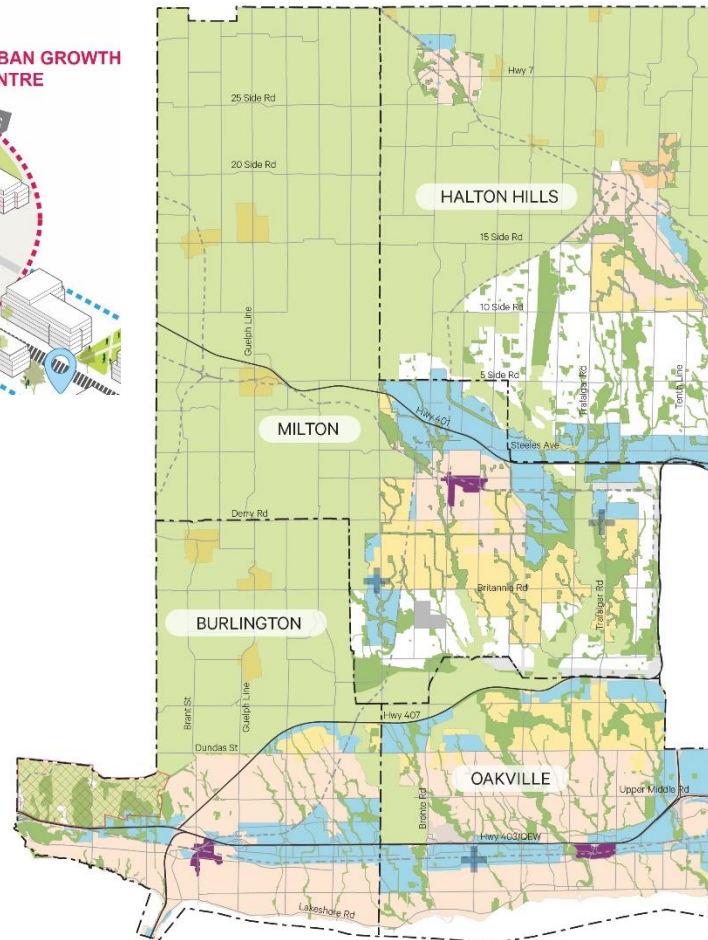 BAN GROWTH
NTRE
Hwy 7
25 Side Rd
20 Side Rd
HALTON HILLS
15 Side Rd
10 Side Rd
Guelph Line
Trafalgar Rd
Tenth Line
5 Side Rd
Hwy 401
MILTON
Steeles Ave
Derry Rd
Britannia Rd
Trafalgar Rd
BURLINGTON
Brant St
Guelph Line
Hwy 407
Dundas St
OAKVILLE
Bronte Rd
Upper Middle Rd
Hwy 403/QEW
Lakeshore Rd